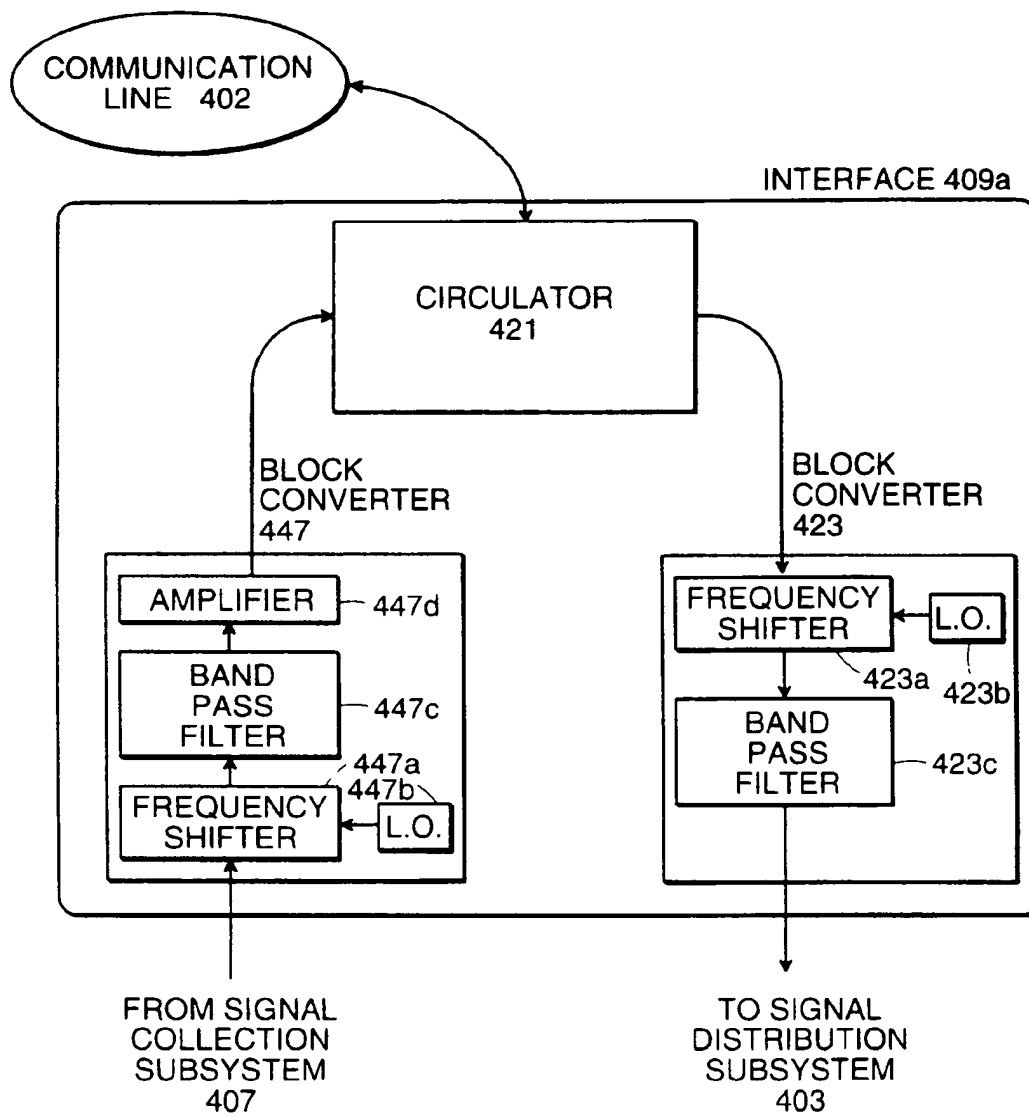 COMMUNICATION
LINE 402
INTERFACE 409a
CIRCULATOR
421
BLOCK
CONVERTER
447
BLOCK
CONVERTER
423
AMPLIFIER
447d
BAND
PASS
FILTER
447c
447a
447b
FREQUENCY
SHIFTER
L.O.
FREQUENCY
SHIFTER
L.O.
423a
423b
BAND
PASS
FILTER
423c
FROM SIGNAL
COLLECTION
SUBSYSTEM
407
TO SIGNAL
DISTRIBUTION
SUBSYSTEM
403